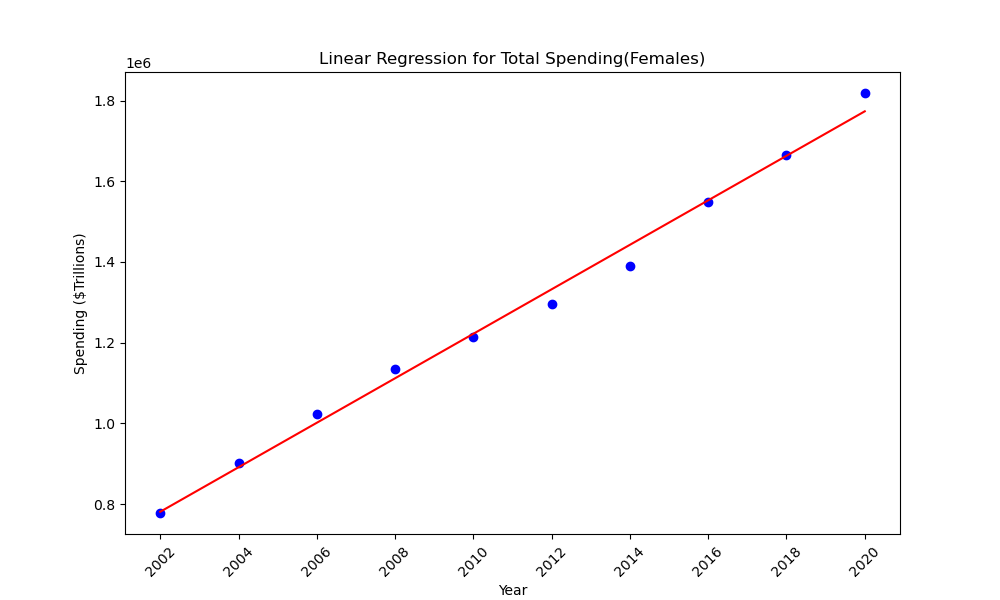 Linear Regression for Total Spending(Females)
1e6
1.8
1.6
1.4
1.2
1.0
0.8
Spending ($Trillions)
2002 2004 2006 2008 2010 2012 2014 2016 2018 2020
Year